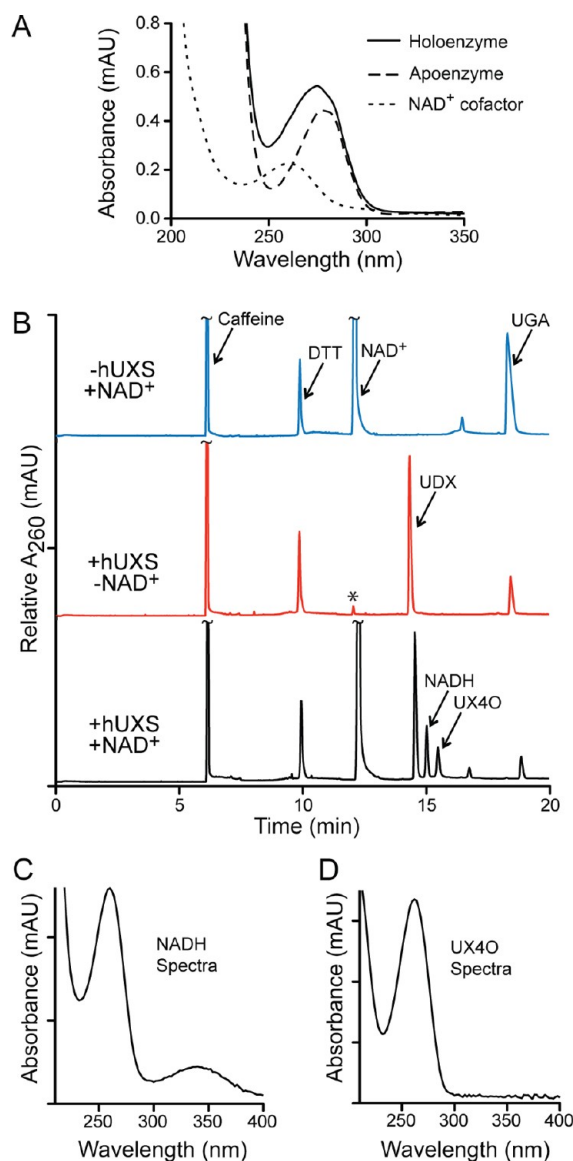 A
Absorbance (mAU)
0.8
0.6
0.4
0.2
0.0
200
250
300
350
Wavelength (nm)
Holoenzyme
Apoenzyme
NAD+ cofactor
B
Relative A260 (mAU)
-hUXS
+NAD+
Caffeine
DTT
NAD+
UGA
+hUXS
-NAD+
*
UDX
+hUXS
+NAD+
NADH
UX4O
0
5
10
15
20
Time (min)
C
Absorbance (mAU)
NADH
Spectra
250
300
350
400
Wavelength (nm)
D
Absorbance (mAU)
UX4O
Spectra
250
300
350
400
Wavelength (nm)